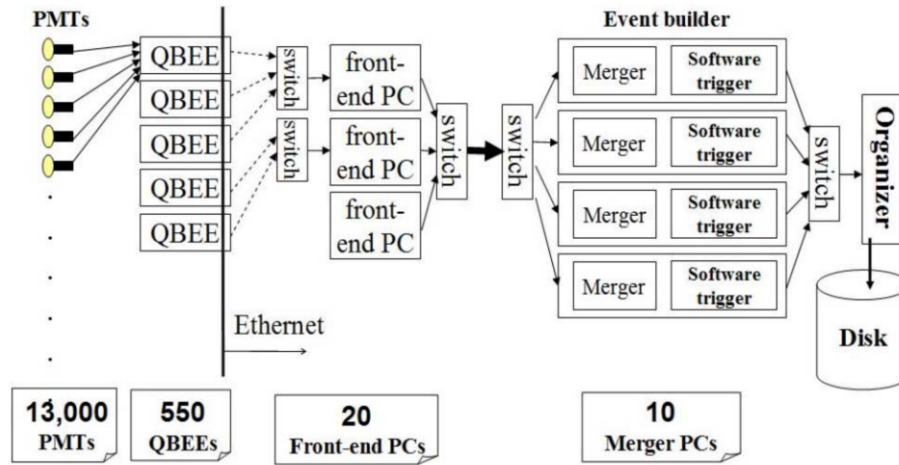 PMTs
Event builder
QBEE
QBEE
QBEE
QBEE
QBEE
switch
switch
front-
end PC
front-
end PC
front-
end PC
switch
switch
Merger
Software
trigger
Merger
Software
trigger
Merger
Software
trigger
Merger
Software
trigger
switch
Organizer
Disk
Ethernet
13,000
PMTs
550
QBEEs
20
Front-end PCs
10
Merger PCs